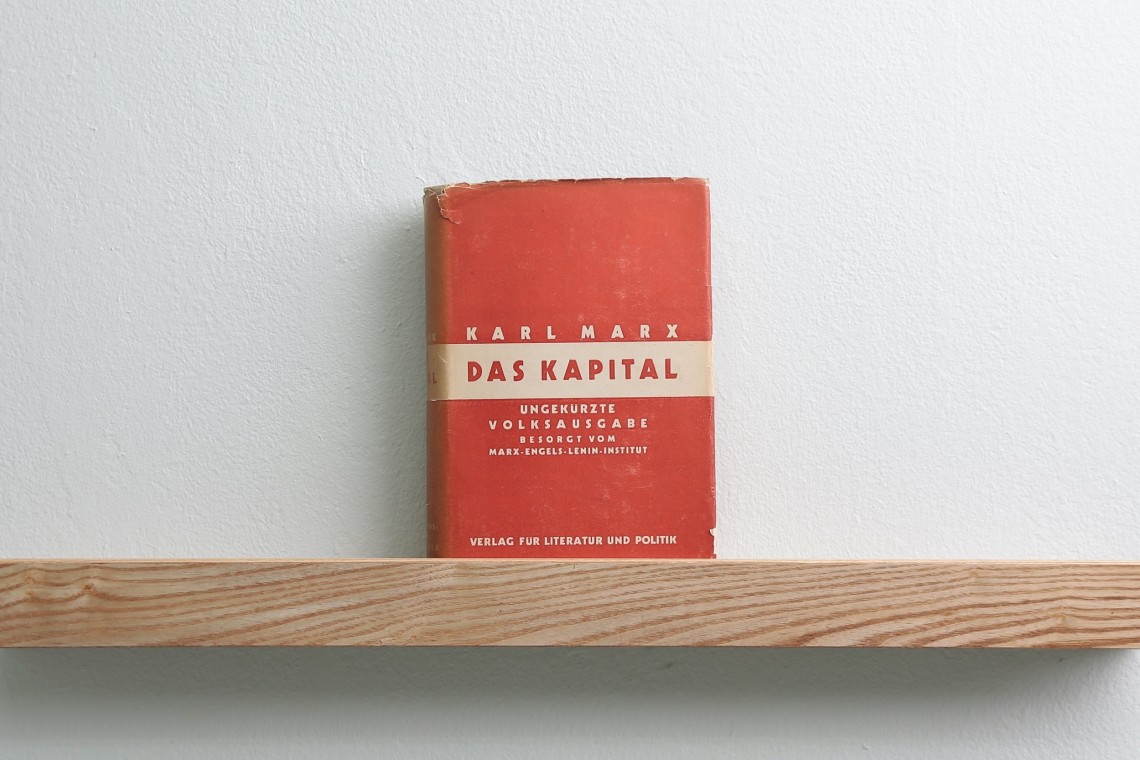 KARL MARX
DAS KAPITAL
UNGEKÜRZTE
VOLKSAUSGABE
BESORGT VOM
MARX-ENGELS-LENIN-INSTITUT
VERLAG FÜR LITERATUR UND POLITIK